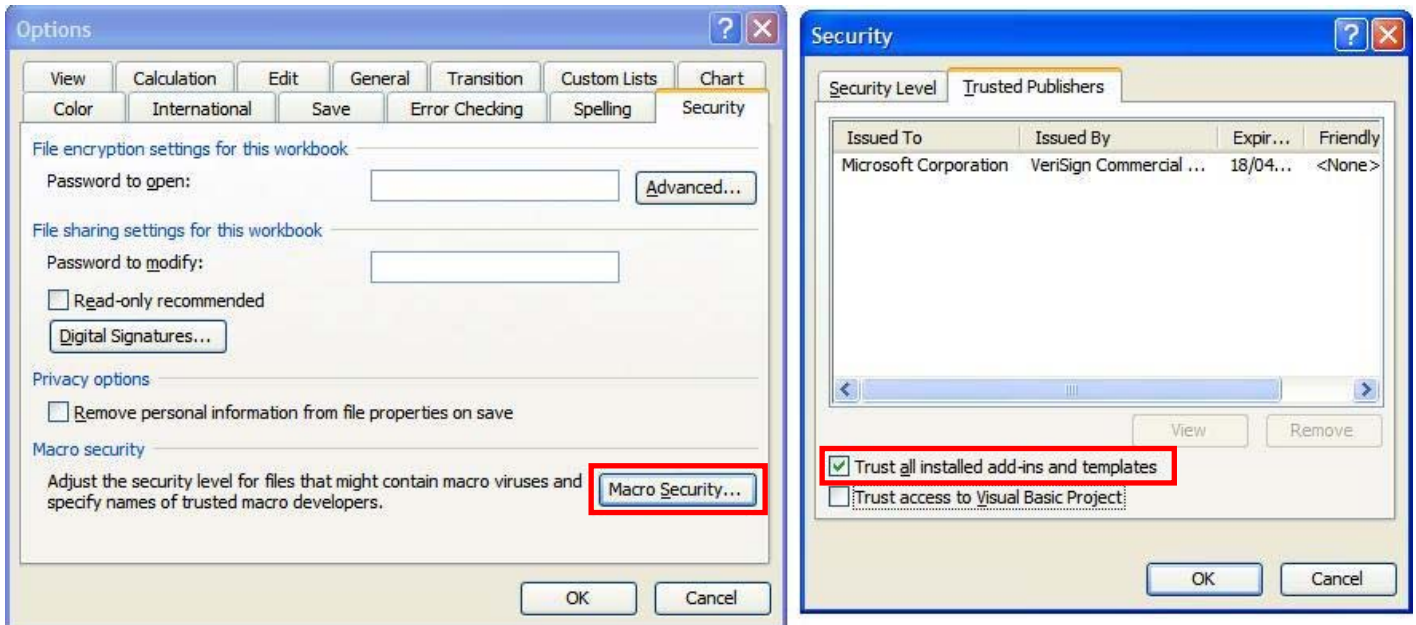 Options
View Calculation Edit General Transition Custom Lists Chart
Color International Save Error Checking Spelling Security
File encryption settings for this workbook
Password to open:
Advanced...
File sharing settings for this workbook
Password to modify:
Read-only recommended
Digital Signatures...
Privacy options
Remove personal information from file properties on save
Macro security
Adjust the security level for files that might contain macro viruses and
specify names of trusted macro developers.
Macro Security...
OK Cancel
Security
Security Level Trusted Publishers
Issued To Issued By Expir... Friendly
Microsoft Corporation VeriSign Commercial ... 18/04... <None>
View Remove
Trust all installed add-ins and templates
Trust access to Visual Basic Project
OK Cancel